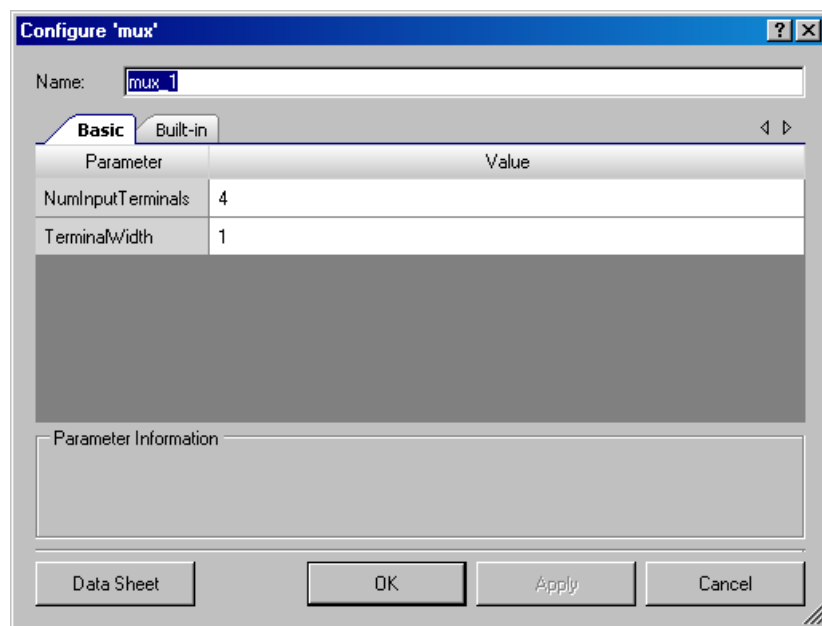 Configure 'mux'
Name: mux_1
Basic Built-in
Parameter Value
NumInputTerminals 4
TerminalWidth 1
Parameter Information
Data Sheet OK Apply Cancel